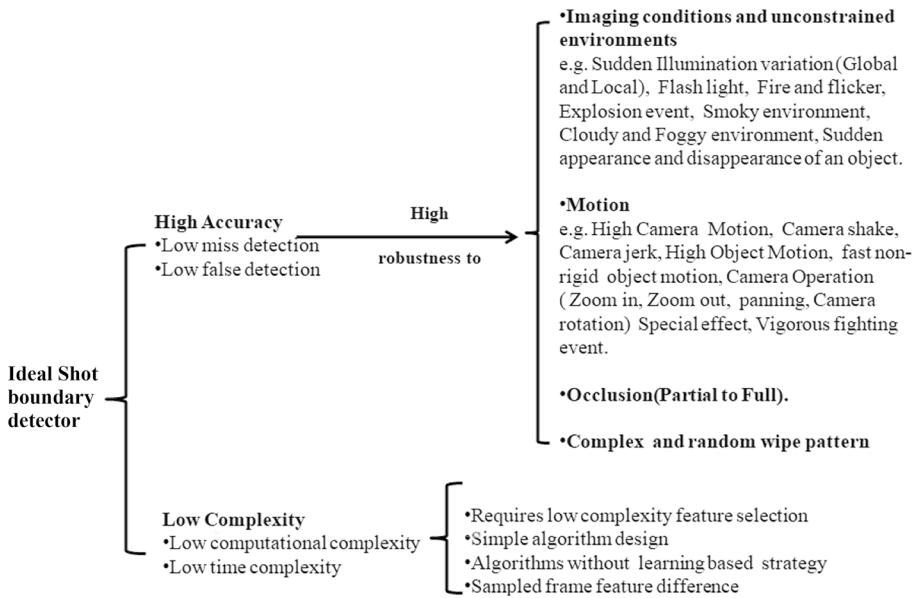 Ideal Shot
boundary
detector
High Accuracy
•Low miss detection
•Low false detection
High
robustness to
•Imaging conditions and unconstrained
environments
e.g. Sudden Illumination variation(Global
and Local), Flash light, Fire and flicker,
Explosion event, Smoky environment,
Cloudy and Foggy environment, Sudden
appearance and disappearance of an object.
•Motion
e.g. High Camera Motion, Camera shake,
Camera jerk, High Object Motion, fast non-
rigid object motion, Camera Operation
( Zoom in, Zoom out, panning, Camera
rotation) Special effect, Vigorous fighting
event.
•Occlusion(Partial to Full).
•Complex and random wipe pattern
Low Complexity
•Low computational complexity
•Low time complexity
•Requires low complexity feature selection
•Simple algorithm design
•Algorithms without learning based strategy
•Sampled frame feature difference